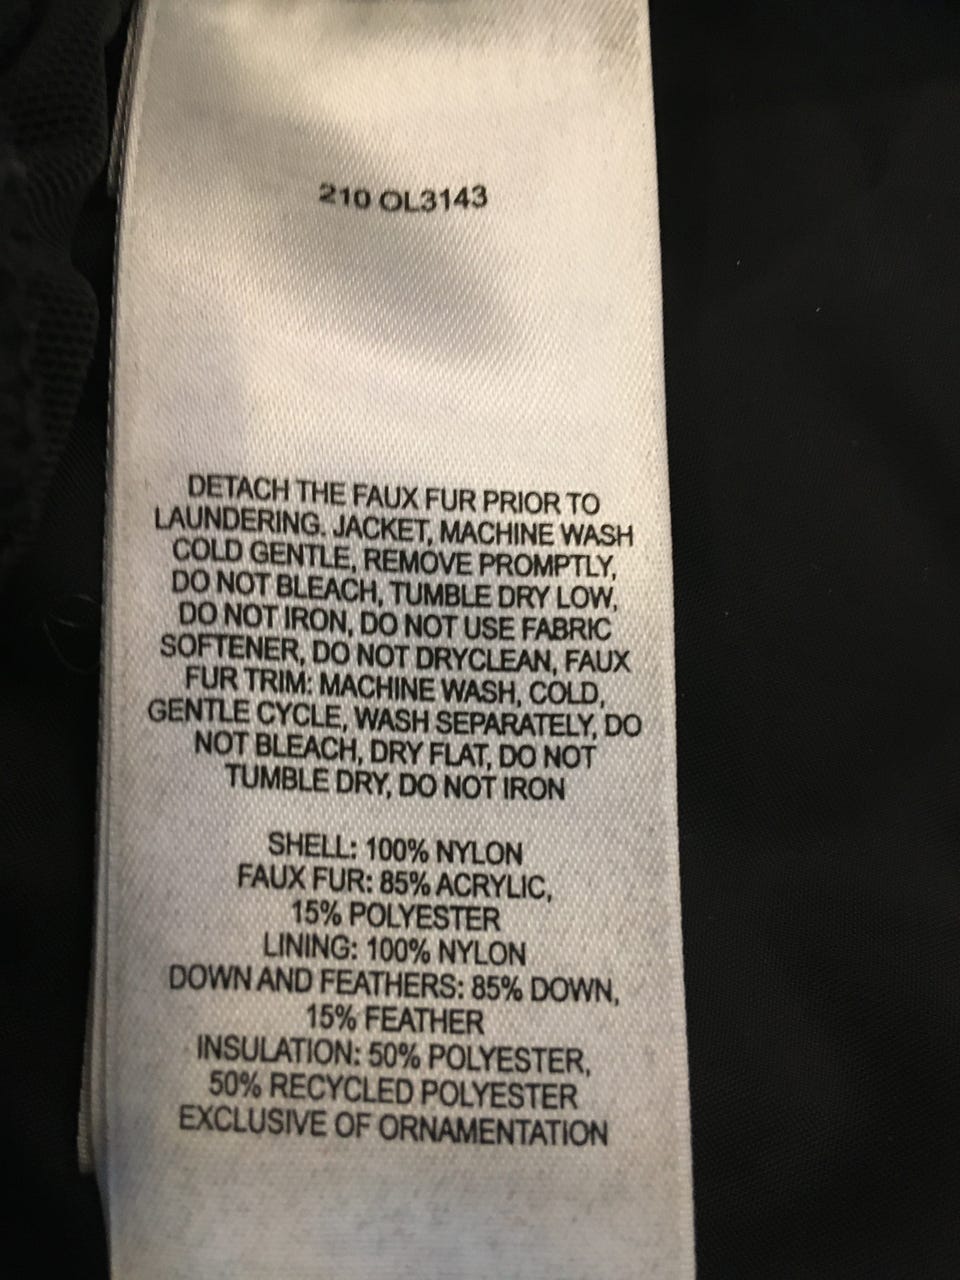 210 OL3143
DETACH THE FAUX FUR PRIOR TO
LAUNDERING. JACKET, MACHINE WASH
COLD GENTLE, REMOVE PROMPTLY,
DO NOT BLEACH, TUMBLE DRY LOW,
DO NOT IRON, DO NOT USE FABRIC
SOFTENER, DO NOT DRYCLEAN, FAUX
FUR TRIM: MACHINE WASH, COLD,
GENTLE CYCLE, WASH SEPARATELY, DO
NOT BLEACH, DRY FLAT, DO NOT
TUMBLE DRY, DO NOT IRON
SHELL: 100% NYLON
FAUX FUR: 85% ACRYLIC,
15% POLYESTER
LINING: 100% NYLON
DOWN AND FEATHERS: 85% DOWN,
15% FEATHER
INSULATION: 50% POLYESTER,
50% RECYCLED POLYESTER
EXCLUSIVE OF ORNAMENTATION